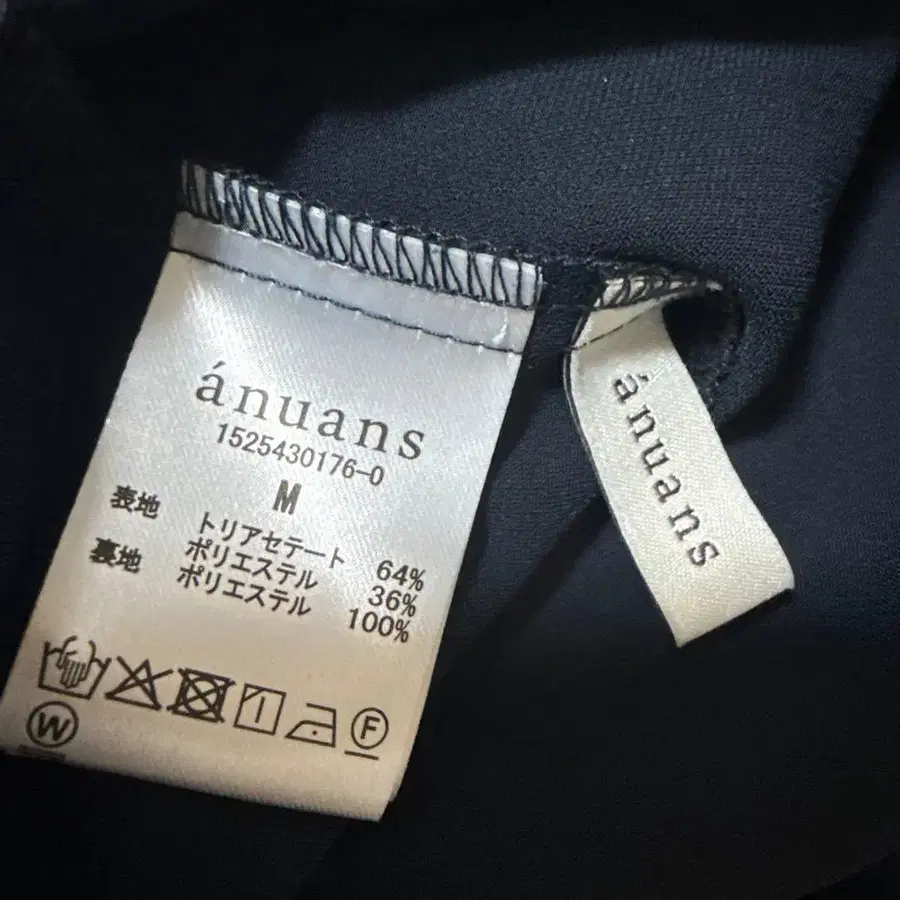 ánuans
1525430176-0
M
表地 トリアセテート 64%
ポリエステル 36%
裏地 ポリエステル 100%
F
W
ánuans